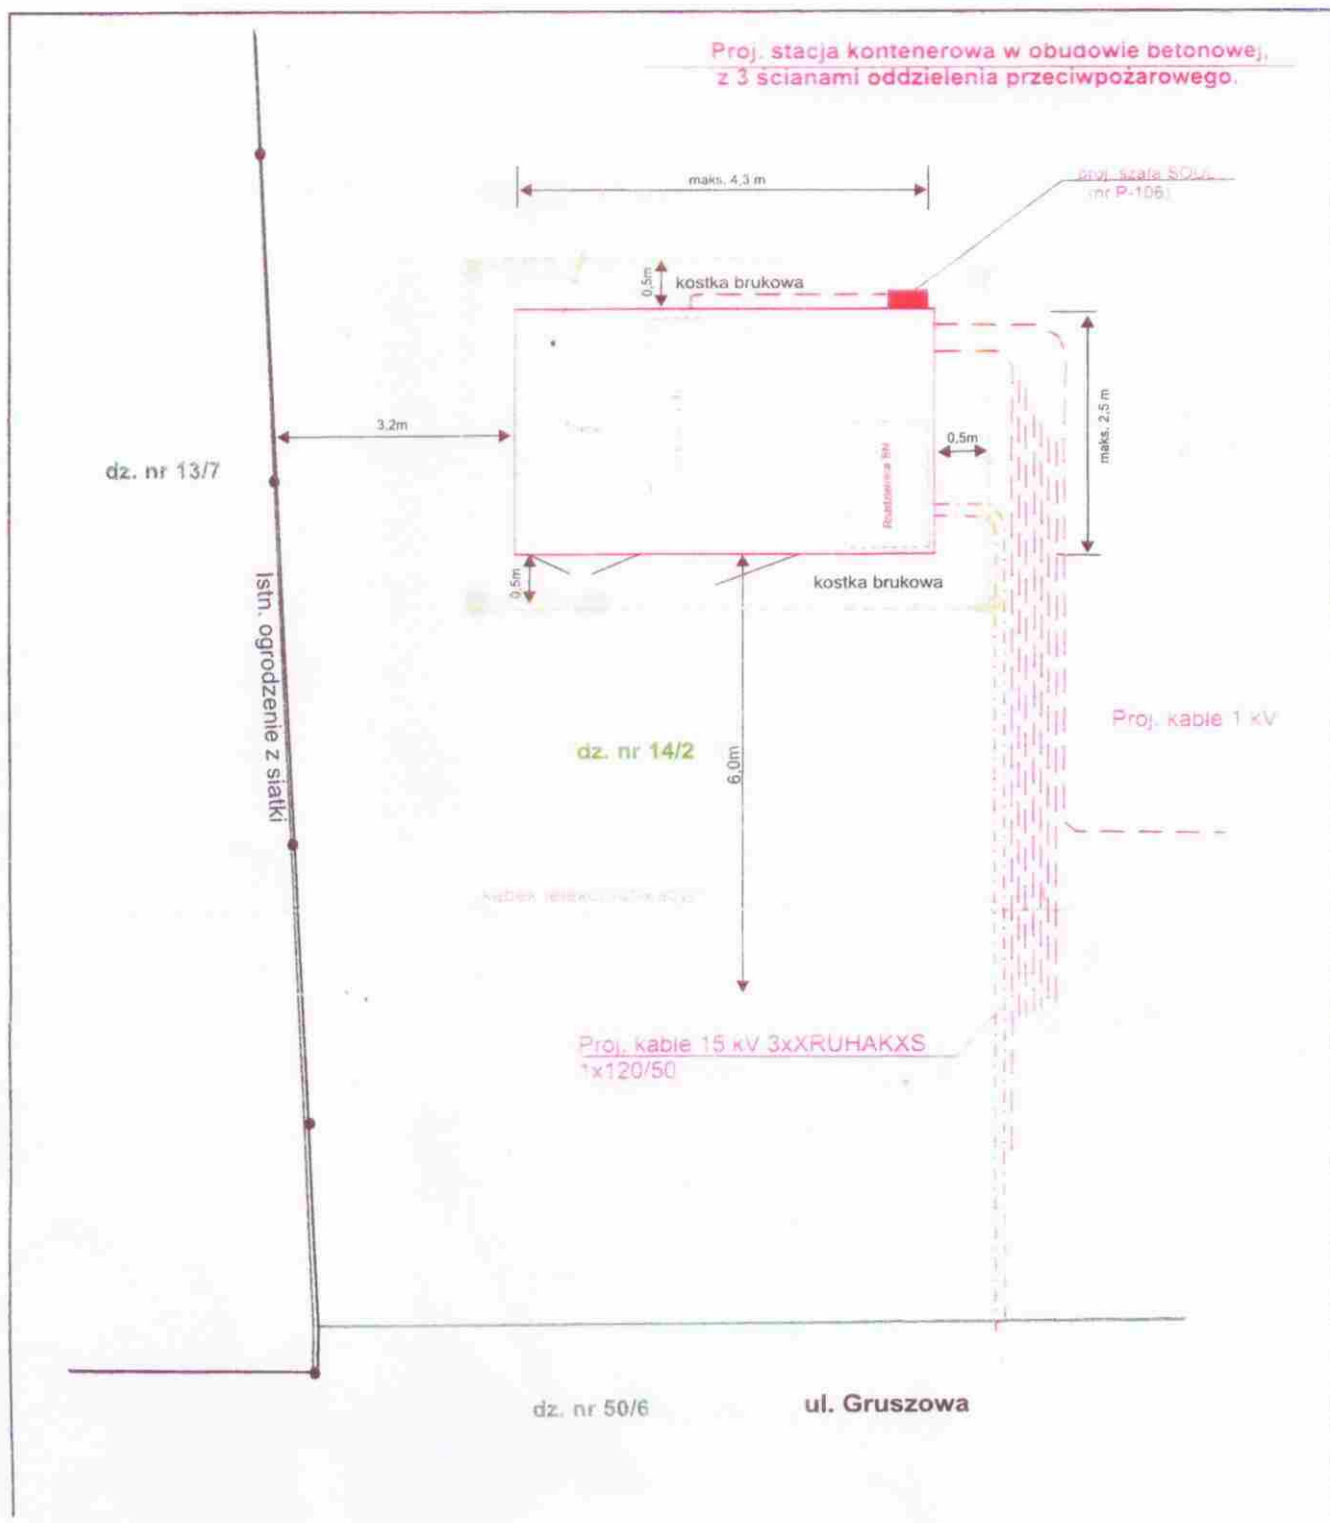 Proj. stacja kontenerowa w obudowie betonowej,
z 3 ścianami oddzielenia przeciwpożarowego.
maks. 4,3 m
proj. szafa SOUL
(nr P-106)
0,5m
kostka brukowa
3,2m
0,5m
maks. 2,5 m
dz. nr 13/7
Rozdzielnica SN
0,5m
kostka brukowa
Istn. ogrodzenie z siatki
dz. nr 14/2
6,0m
Proj. kable 1 kV
Proj. kable 15 kV 3xXRUHAKXS
1x120/50
dz. nr 50/6
ul. Gruszowa